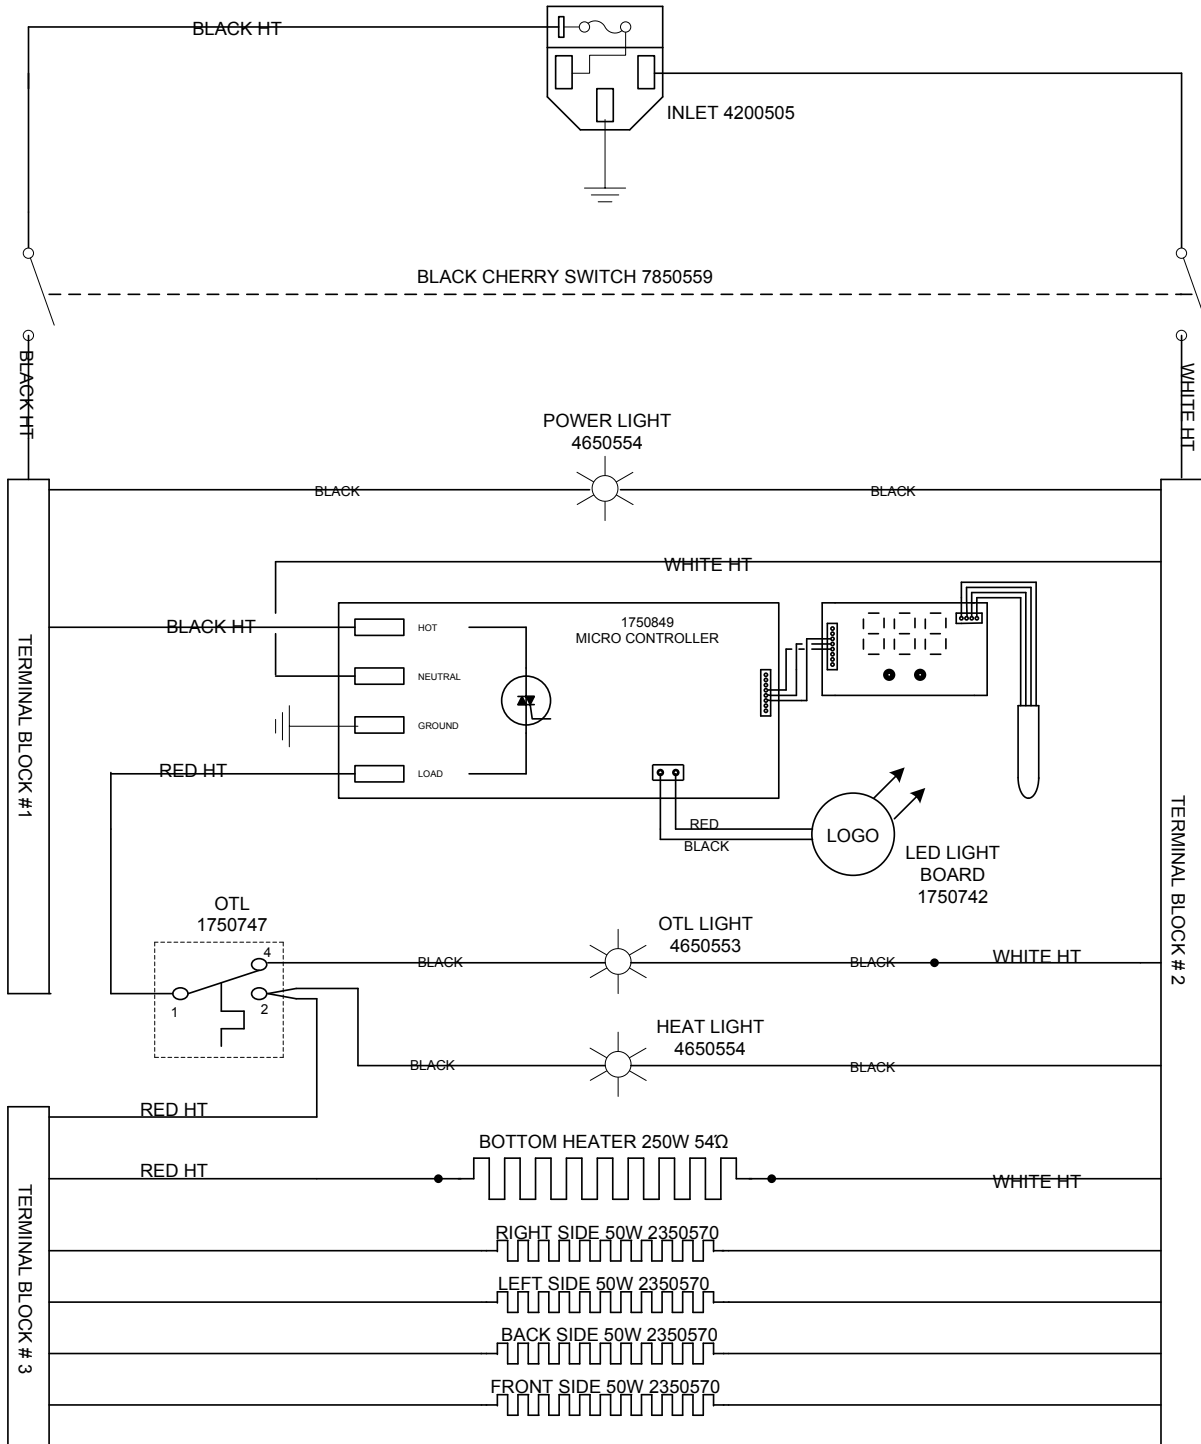 BLACK HT
INLET 4200505
BLACK CHERRY SWITCH 7850559
BLACK HT
WHITE HT
POWER LIGHT
4650554
BLACK
BLACK
WHITE HT
BLACK HT
HOT
1750849
MICRO CONTROLLER
NEUTRAL
GROUND
LOAD
RED HT
TERMINAL BLOCK #1
RED
BLACK
LOGO
LED LIGHT
BOARD
1750742
TERMINAL BLOCK # 2
OTL
1750747
4
1
2
OTL LIGHT
4650553
BLACK
BLACK
WHITE HT
HEAT LIGHT
4650554
BLACK
BLACK
RED HT
BOTTOM HEATER 250W 54Ω
RED HT
WHITE HT
TERMINAL BLOCK # 3
RIGHT SIDE 50W 2350570
LEFT SIDE 50W 2350570
BACK SIDE 50W 2350570
FRONT SIDE 50W 2350570